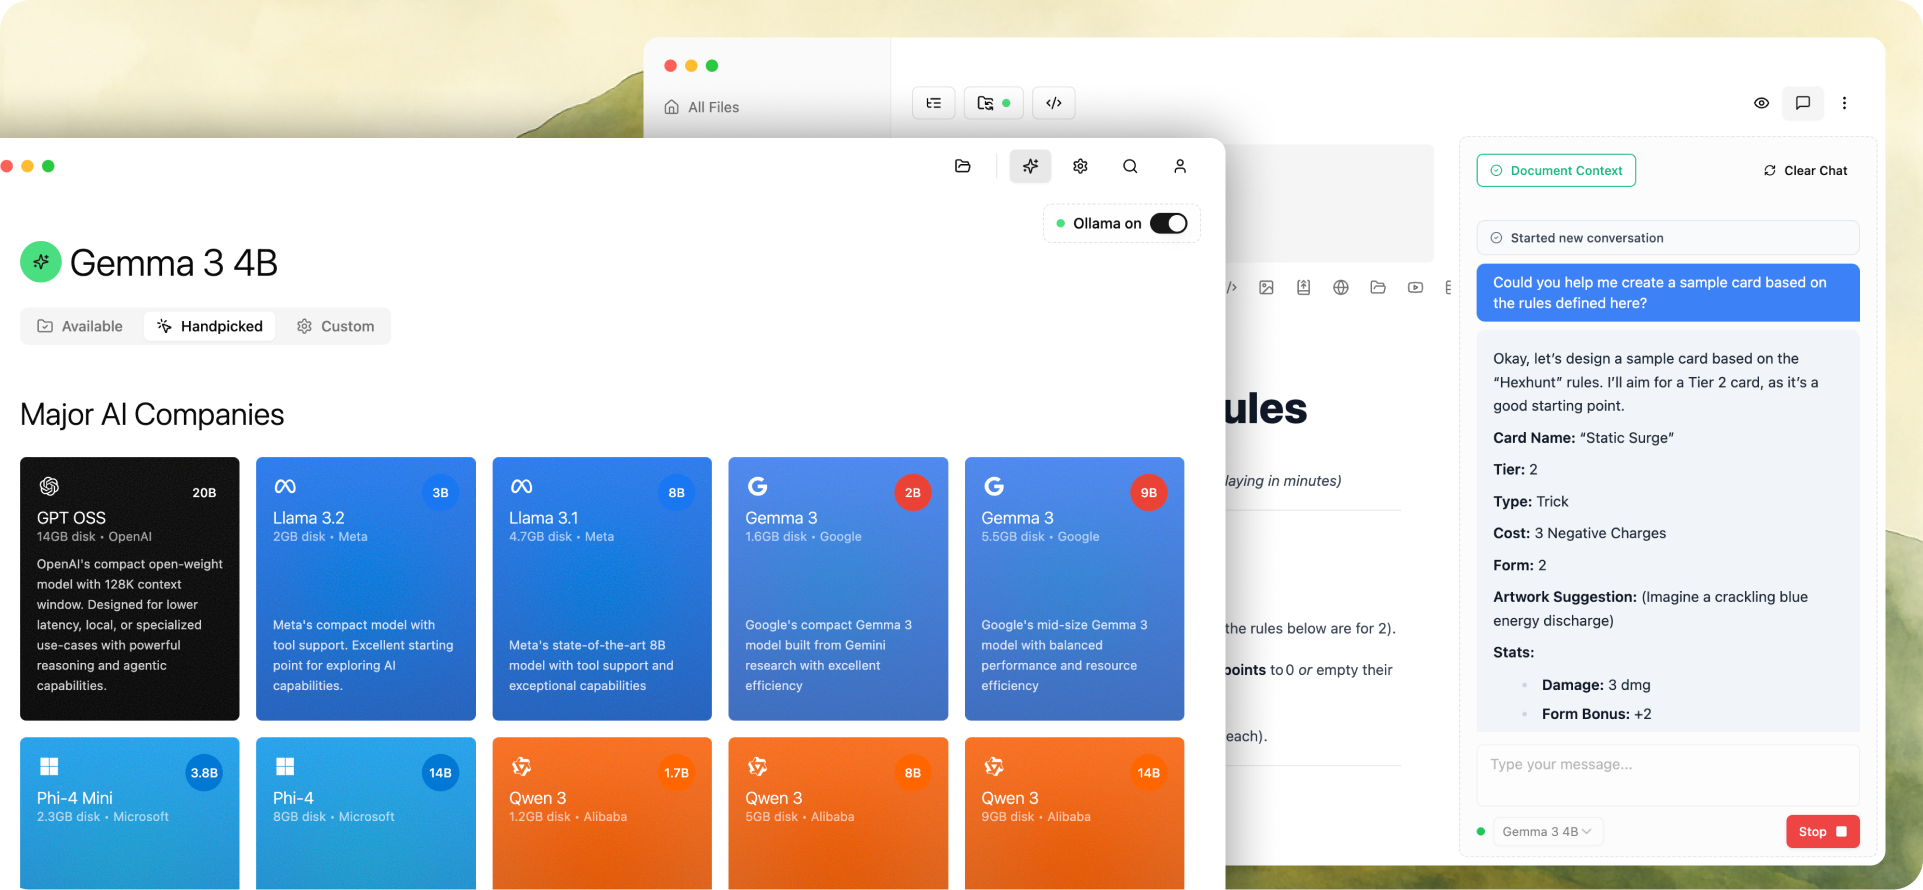 All Files
Ollama on
Gemma 3 4B
Available
Handpicked
Custom
Major AI Companies
20B
GPT OSS
14GB disk • OpenAI
OpenAI's compact open-weight
model with 128K context
window. Designed for lower
latency, local, or specialized
use-cases with powerful
reasoning and agentic
capabilities.
3B
Llama 3.2
2GB disk • Meta
Meta's compact model with
tool support. Excellent starting
point for exploring AI
capabilities.
8B
Llama 3.1
4.7GB disk • Meta
Meta's state-of-the-art 8B
model with tool support and
exceptional capabilities
2B
Gemma 3
1.6GB disk • Google
Google's compact Gemma 3
model built from Gemini
research with excellent
efficiency
9B
Gemma 3
5.5GB disk • Google
Google's mid-size Gemma 3
model with balanced
performance and resource
efficiency
3.8B
Phi-4 Mini
2.3GB disk • Microsoft
14B
Phi-4
8GB disk • Microsoft
1.7B
Qwen 3
1.2GB disk • Alibaba
8B
Qwen 3
5GB disk • Alibaba
14B
Qwen 3
9GB disk • Alibaba
ules
laying in minutes)
the rules below are for 2).
points to 0 or empty their
each).
Document Context
Clear Chat
Started new conversation
Could you help me create a sample card based on
the rules defined here?
Okay, let’s design a sample card based on the
“Hexhunt” rules. I’ll aim for a Tier 2 card, as it’s a
good starting point.
Card Name: “Static Surge”
Tier: 2
Type: Trick
Cost: 3 Negative Charges
Form: 2
Artwork Suggestion: (Imagine a crackling blue
energy discharge)
Stats:
Damage: 3 dmg
Form Bonus: +2
Type your message...
Gemma 3 4B
Stop